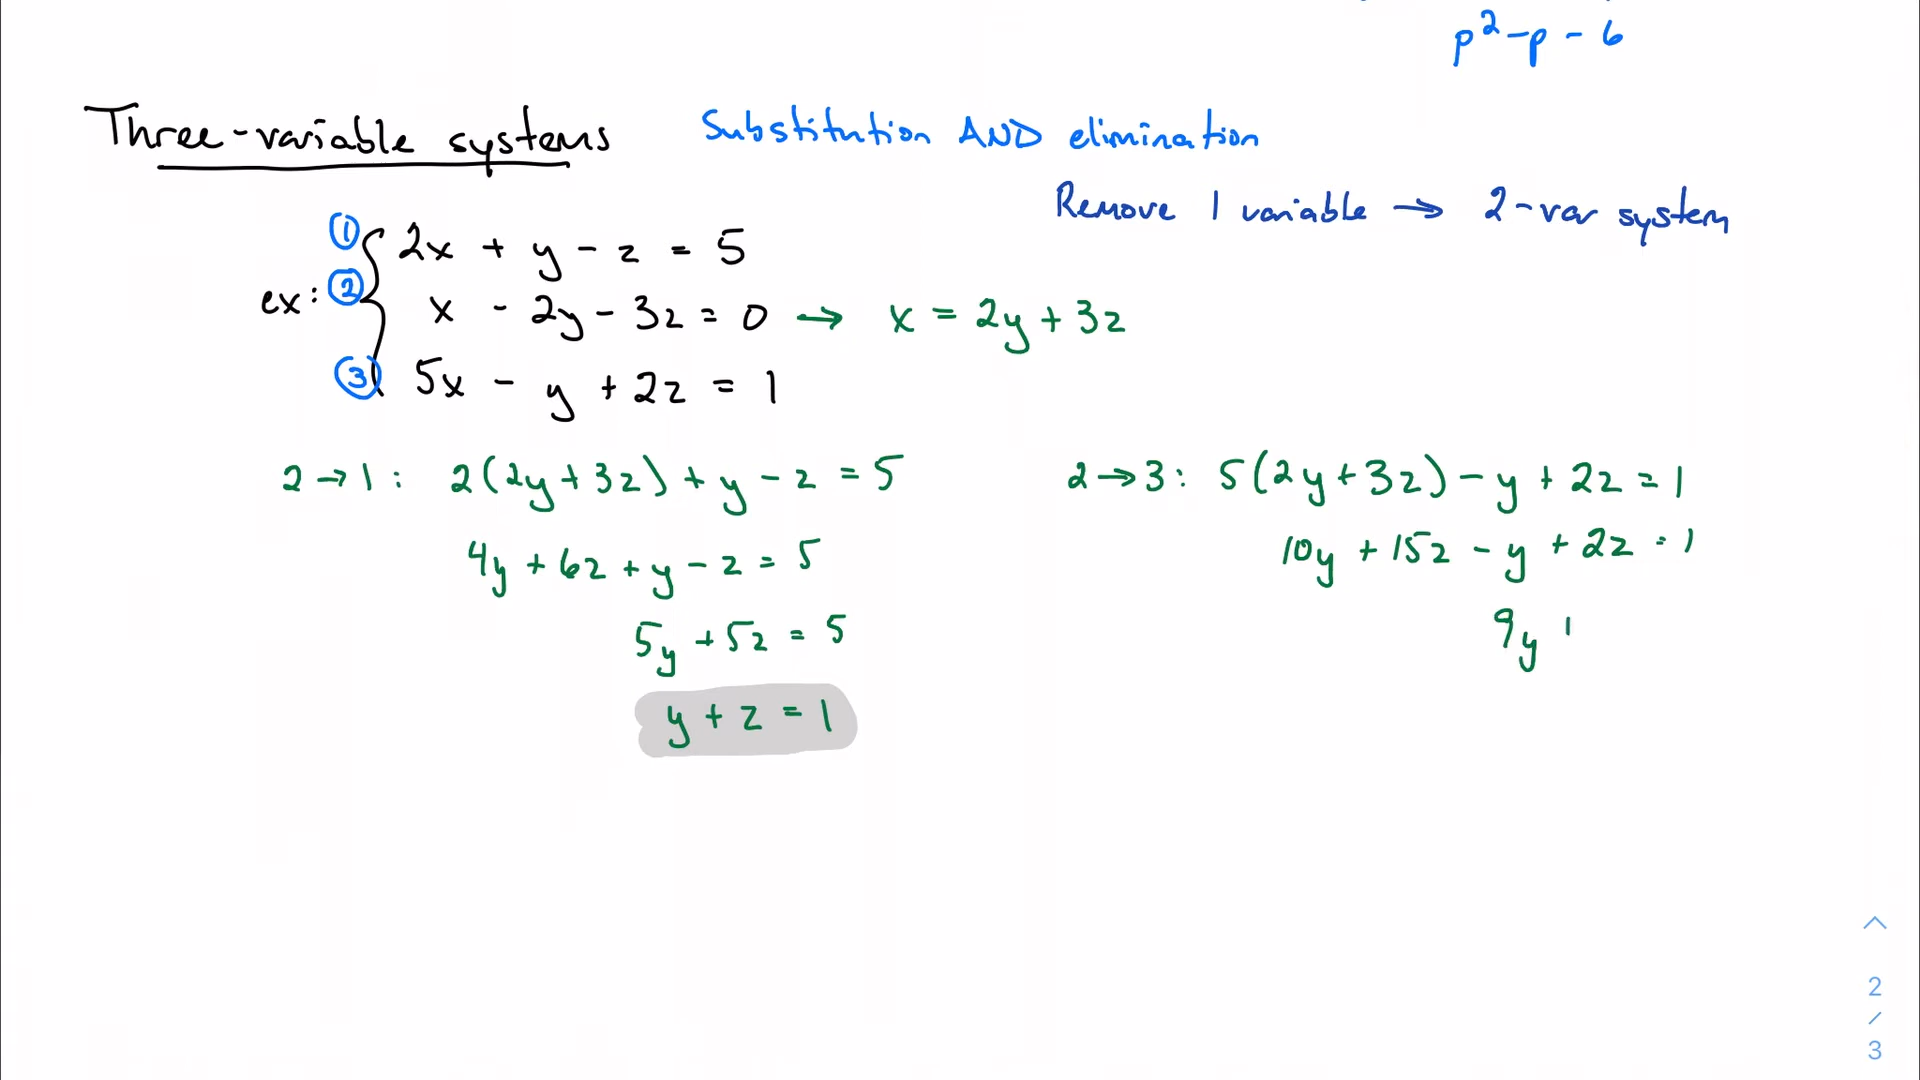 p² - p - 6
Three-variable systems
Substitution AND elimination
Remove 1 variable → 2-var system
① 2x + y - z = 5
ex: ② x - 2y - 3z = 0 → x = 2y + 3z
③ 5x - y + 2z = 1
2 → 1: 2(2y + 3z) + y - z = 5
4y + 6z + y - z = 5
5y + 5z = 5
y + z = 1
2 → 3: 5(2y + 3z) - y + 2z = 1
10y + 15z - y + 2z = 1
9y
2
/
3